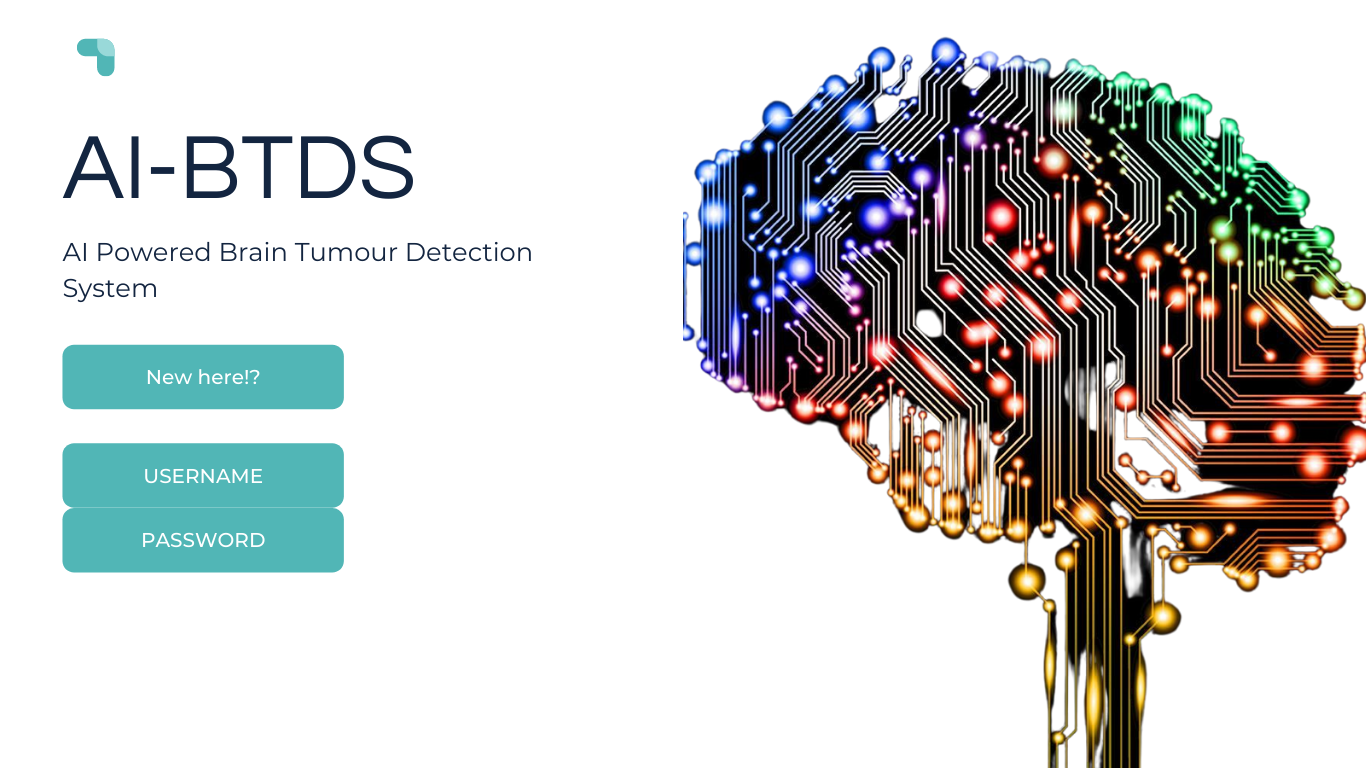 AI-BTDS
AI Powered Brain Tumour Detection
System
New here!?
USERNAME
PASSWORD